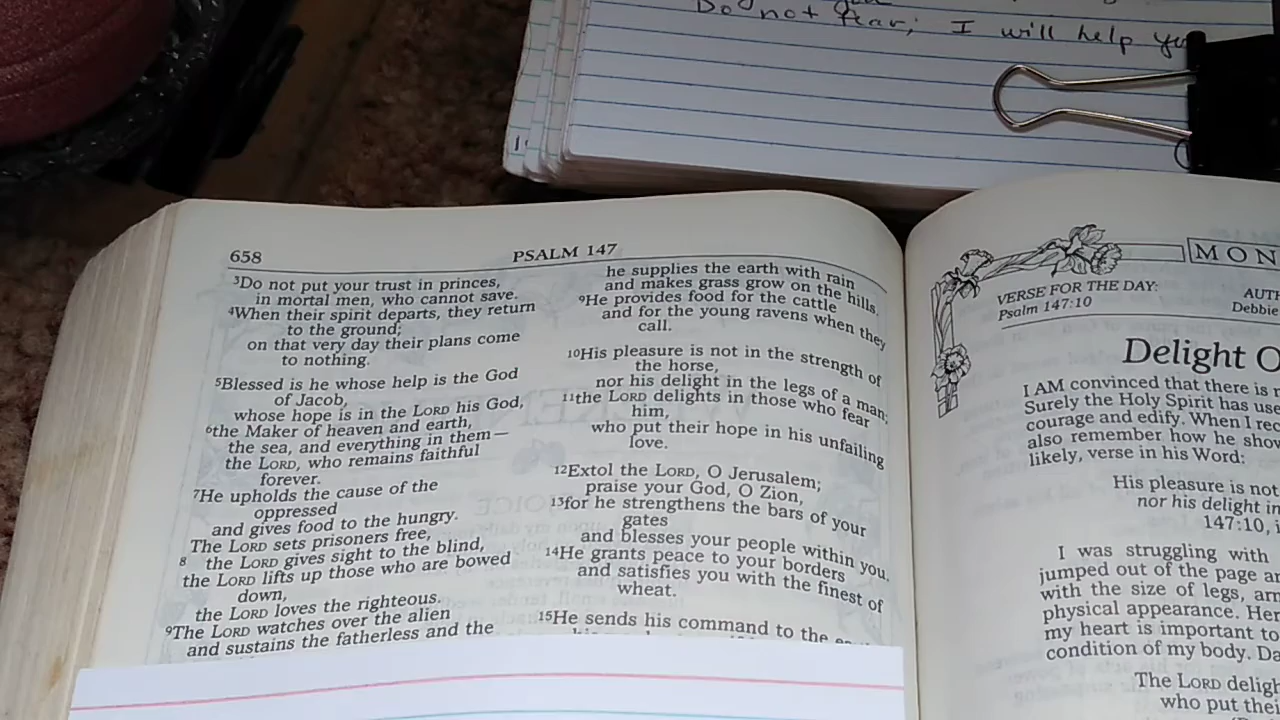 Do not fear; I will help
658
PSALM 147
3Do not put your trust in princes,
in mortal men, who cannot save.
4When their spirit departs, they return
to the ground;
on that very day their plans come
to nothing.
5Blessed is he whose help is the God
of Jacob,
whose hope is in the LORD his God,
6the Maker of heaven and earth,
the sea, and everything in them—
the LORD, who remains faithful
forever.
7He upholds the cause of the
oppressed
and gives food to the hungry.
The LORD sets prisoners free,
8 the LORD gives sight to the blind,
the LORD lifts up those who are bowed
down,
the LORD loves the righteous.
9The LORD watches over the alien
and sustains the fatherless and the
he supplies the earth with rain
and makes grass grow on the hills.
9He provides food for the cattle
and for the young ravens when they
call.
10His pleasure is not in the strength of
the horse,
nor his delight in the legs of a man;
11the LORD delights in those who fear
him,
who put their hope in his unfailing
love.
12Extol the LORD, O Jerusalem;
praise your God, O Zion,
13for he strengthens the bars of your
gates
and blesses your people within you.
14He grants peace to your borders
and satisfies you with the finest of
wheat.
15He sends his command to the
MON
VERSE FOR THE DAY:
Psalm 147:10
AUTH
Debbie
Delight O
I AM convinced that there is
Surely the Holy Spirit has use
courage and edify. When I rec
also remember how he show
likely, verse in his Word:
His pleasure is not
nor his delight in
147:10,
I was struggling with
jumped out of the page an
with the size of legs, arm
physical appearance. Her
my heart is important to
condition of my body. Da
The LORD deligh
who put thei